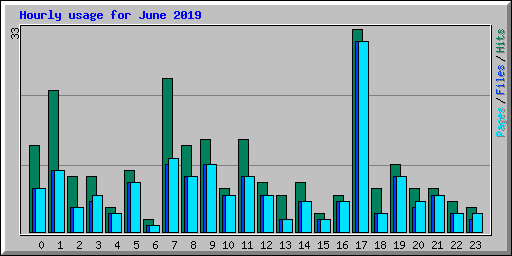 Hourly usage for June 2019
33
Pages/Files/Hits
0 1 2 3 4 5 6 7 8 9 10 11 12 13 14 15 16 17 18 19 20 21 22 23